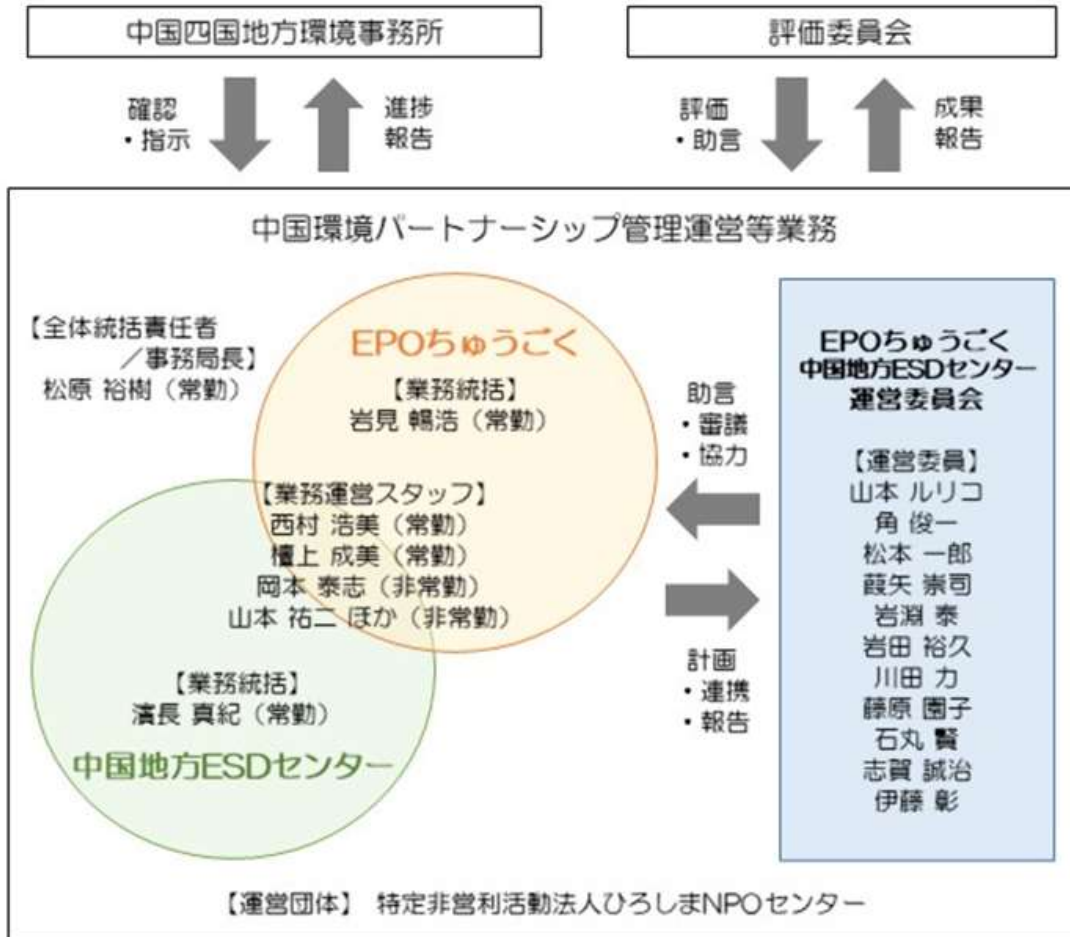 中国四国地方環境事務所
評価委員会
確認
・指示
進捗
報告
評価
・助言
成果
報告
中国環境パートナーシップ管理運営等業務
【全体統括責任者
／事務局長】
松原 裕樹（常勤）
EPOちゅうごく
【業務統括】
岩見 暢浩（常勤）
【業務運営スタッフ】
西村 浩美（常勤）
檀上 成美（常勤）
岡本 泰志（非常勤）
山本 祐二 ほか（非常勤）
【業務統括】
濱長 真紀（常勤）
中国地方ESDセンター
助言
・審議
・協力
計画
・連携
・報告
EPOちゅうごく
中国地方ESDセンター
運営委員会
【運営委員】
山本 ルリコ
角 俊一
松本 一郎
葭矢 崇司
岩淵 泰
岩田 裕久
川田 力
藤原 園子
石丸 賢
志賀 誠治
伊藤 彰
【運営団体】 特定非営利活動法人ひろしまNPOセンター